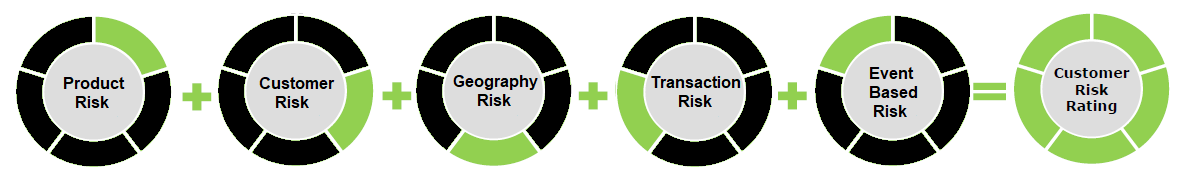 Product
Risk
+
Customer
Risk
+
Geography
Risk
+
Transaction
Risk
+
Event
Based
Risk
=
Customer
Risk
Rating